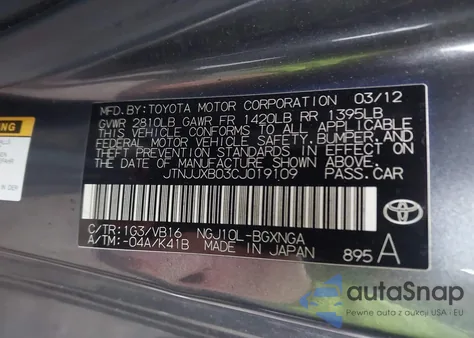 MFD.BY:TOYOTA MOTOR CORPORATION 03/12
GVWR 2810LB GAWR FR 1420LB RR 1395LB
THIS VEHICLE CONFORMS TO ALL APPLICABLE
FEDERAL MOTOR VEHICLE SAFETY,BUMPER,AND
THEFT PREVENTION STANDARDS IN EFFECT ON
THE DATE OF MANUFACTURE SHOWN ABOVE.
JTNJJXB03CJ019109 PASS.CAR
C/TR:1G3/VB16 NGJ10L-BGXNGA
A/TM:-04A/K41B MADE IN JAPAN 895 A
TOYOTA
autoSnap
Pewne auta z aukcji USA i EU